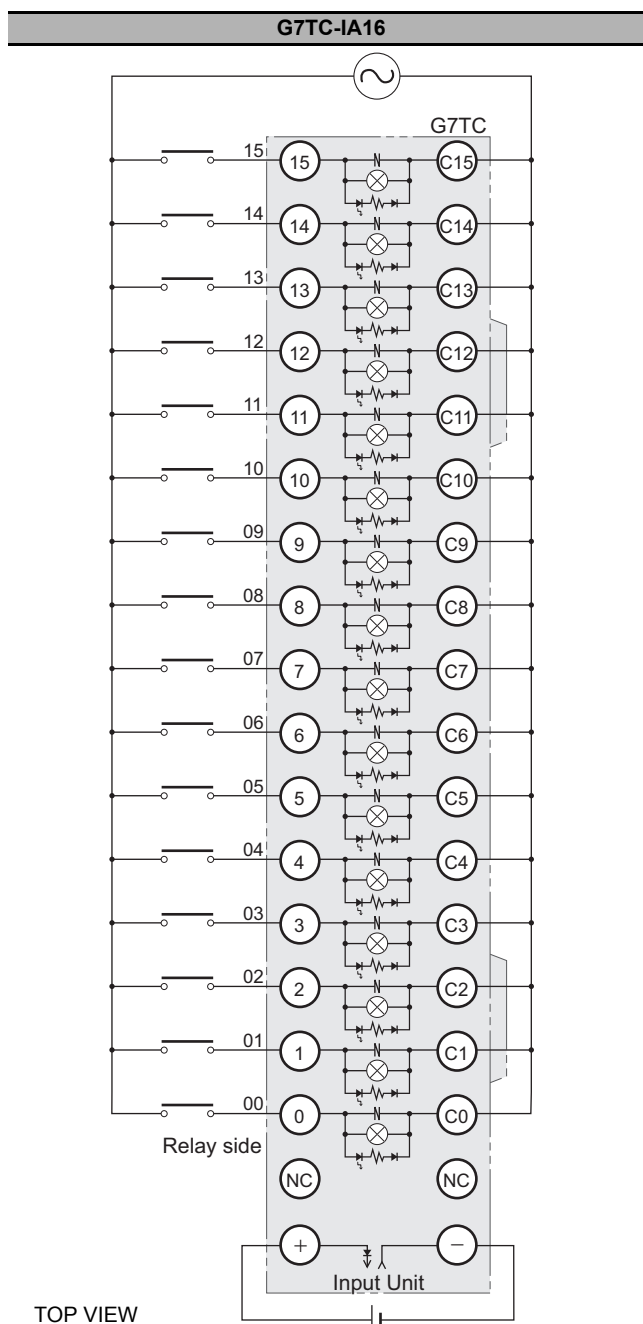 G7TC-IA16
G7TC
15 15 C15
14 14 C14
13 13 C13
12 12 C12
11 11 C11
10 10 C10
09 9 C9
08 8 C8
07 7 C7
06 6 C6
05 5 C5
04 4 C4
03 3 C3
02 2 C2
01 1 C1
00 0 C0
Relay side
NC NC
+ −
Input Unit
TOP VIEW